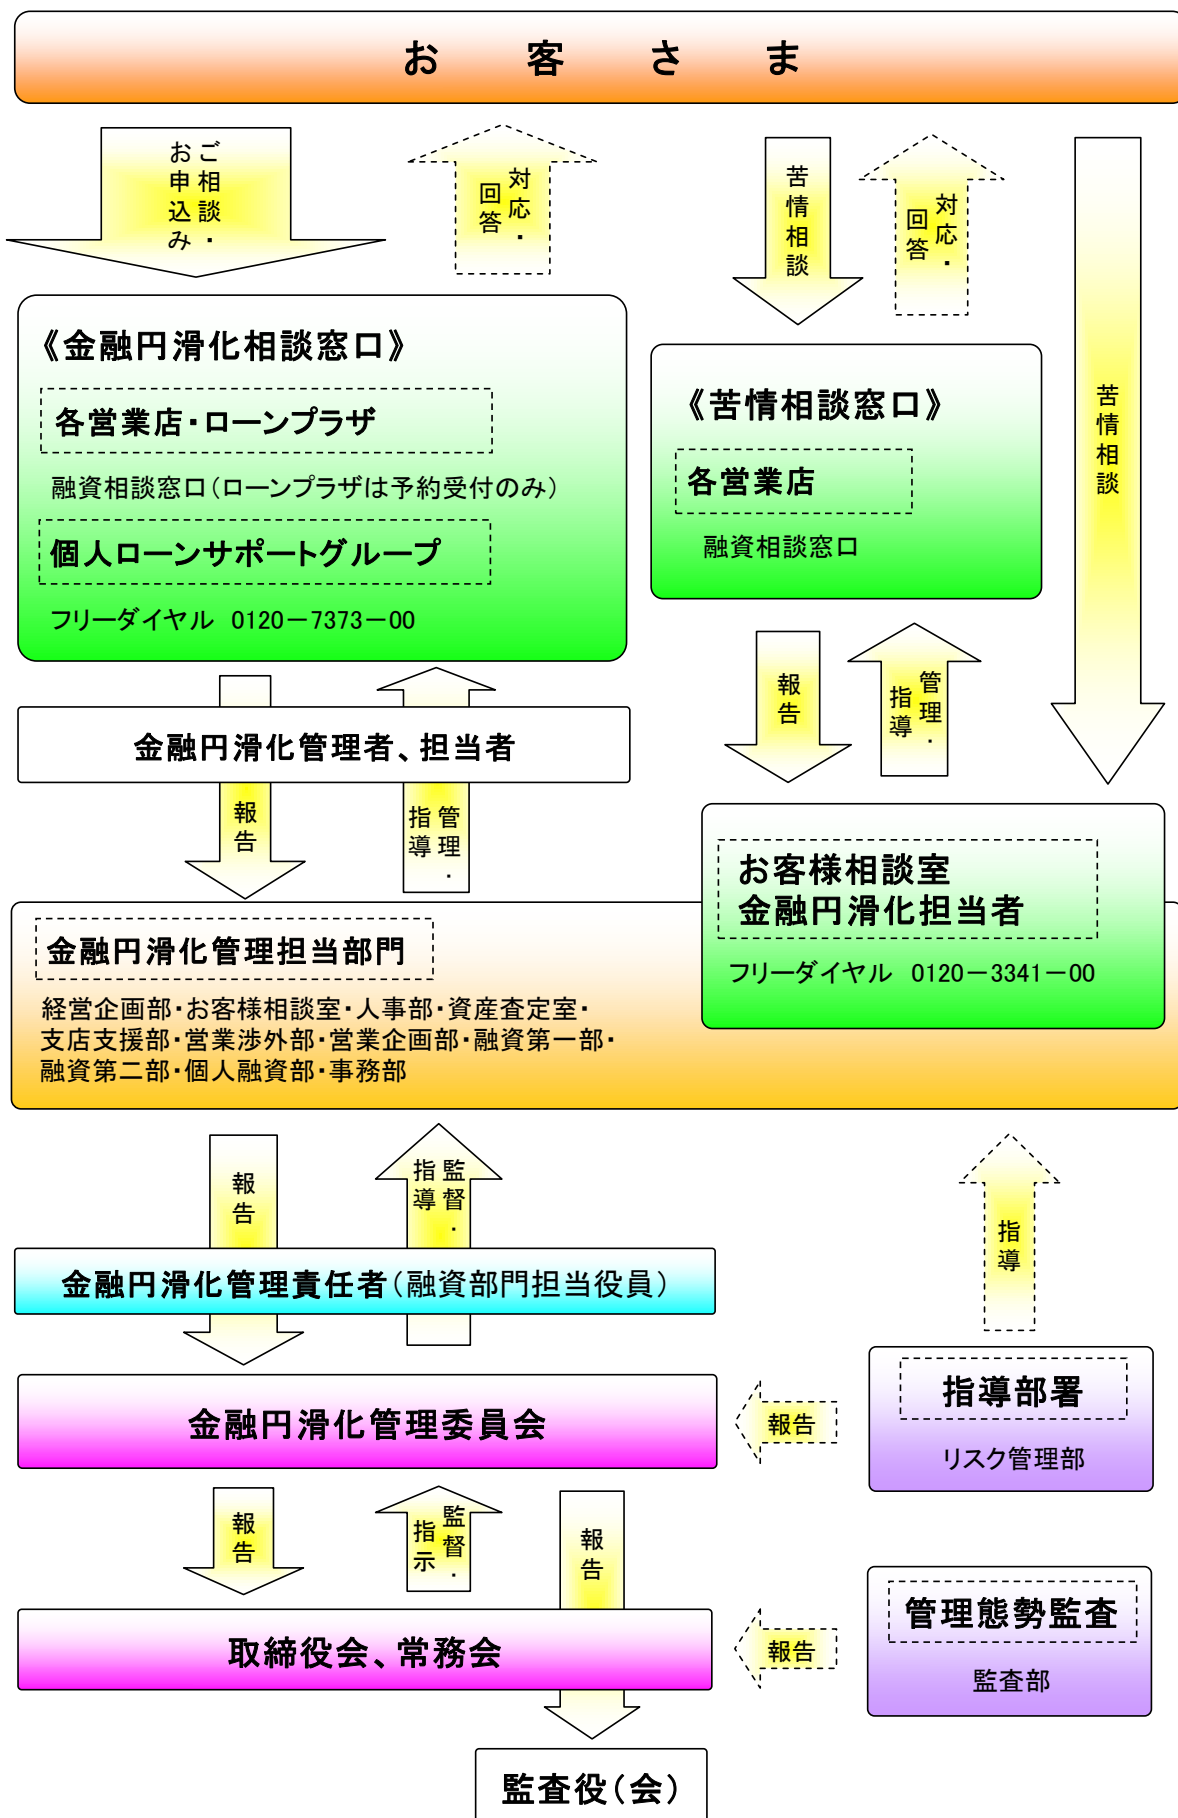 お客さま
ご相談・
お申込み
対応・
回答
苦情相談
対応・
回答
苦情相談
《金融円滑化相談窓口》
各営業店・ローンプラザ
融資相談窓口（ローンプラザは予約受付のみ）
個人ローンサポートグループ
フリーダイヤル 0120－7373－00
《苦情相談窓口》
各営業店
融資相談窓口
報告
管理・
指導
金融円滑化管理者、担当者
報告
管理・
指導
お客様相談室
金融円滑化担当者
フリーダイヤル 0120－3341－00
金融円滑化管理担当部門
経営企画部・お客様相談室・人事部・資産査定室・
支店支援部・営業渉外部・営業企画部・融資第一部・
融資第二部・個人融資部・事務部
報告
監督・
指導
指導
金融円滑化管理責任者（融資部門担当役員）
金融円滑化管理委員会
報告
指導部署
リスク管理部
報告
監督・
指示
報告
取締役会、常務会
報告
管理態勢監査
監査部
監査役（会）